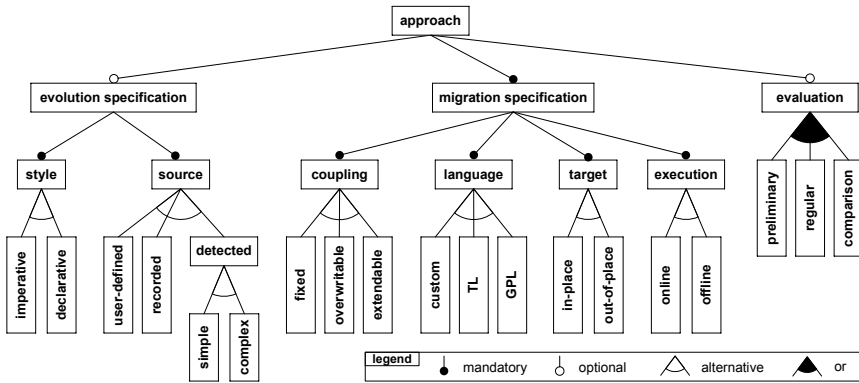 approach
evolution specification
migration specification
evaluation
style
source
coupling
language
target
execution
preliminary
regular
comparison
imperative
declarative
user-defined
recorded
detected
fixed
overwritable
extendable
custom
TL
GPL
in-place
out-of-place
online
offline
simple
complex
legend
mandatory
optional
alternative
or